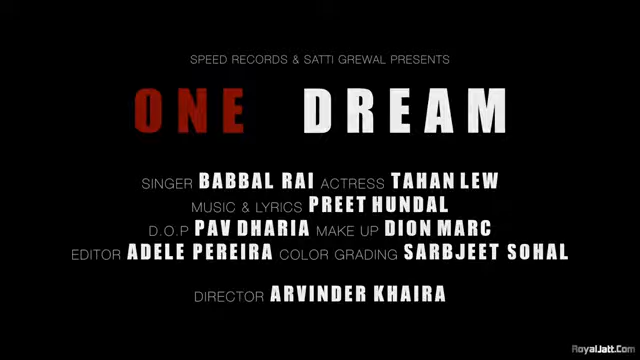 SPEED RECORDS & SATTI GREWAL PRESENTS
ONE DREAM
SINGER BABBAL RAI ACTRESS TAHAN LEW
MUSIC & LYRICS PREET HUNDAL
D.O.P PAV DHARIA MAKE UP DION MARC
EDITOR ADELE PEREIRA COLOR GRADING SARBJEET SOHAL
DIRECTOR ARVINDER KHAIRA
RoyalJatt.Com